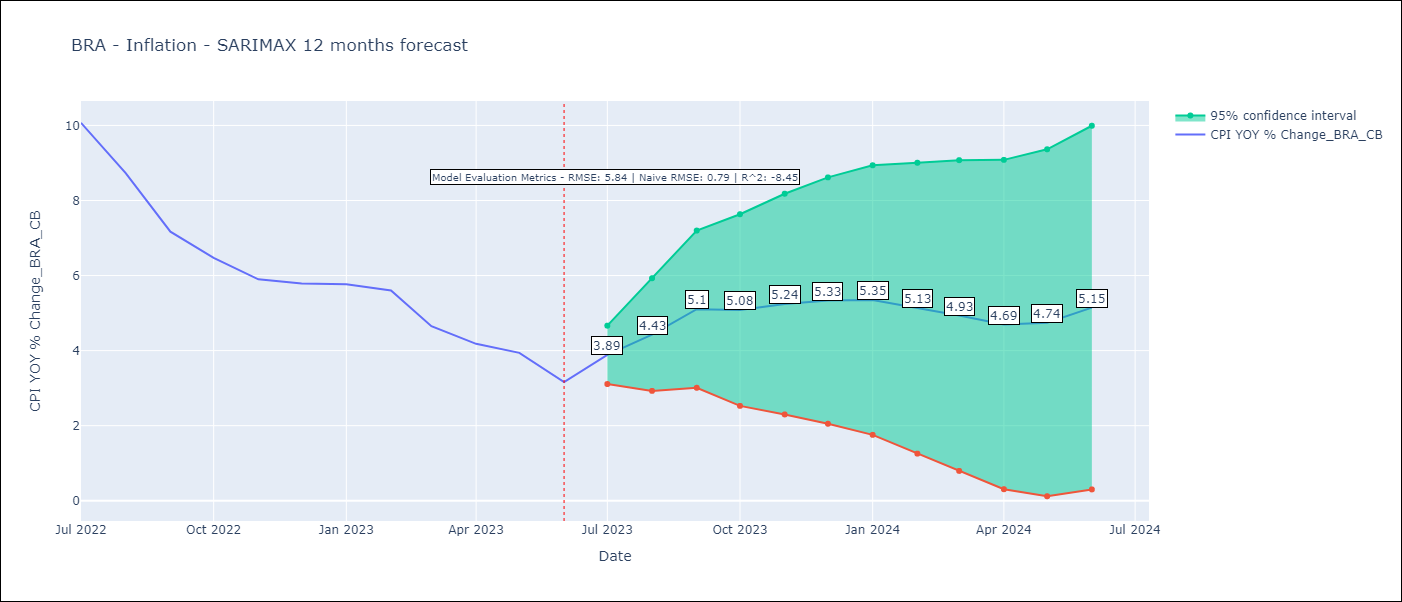 BRA - Inflation - SARIMAX 12 months forecast
95% confidence interval
CPI YOY % Change_BRA_CB
Model Evaluation Metrics - RMSE: 5.84 | Naive RMSE: 0.79 | R^2: -8.45
CPI YOY % Change_BRA_CB
10
8
6
4
2
0
3.89
4.43
5.1
5.08
5.24
5.33
5.35
5.13
4.93
4.69
4.74
5.15
Jul 2022
Oct 2022
Jan 2023
Apr 2023
Jul 2023
Oct 2023
Jan 2024
Apr 2024
Jul 2024
Date